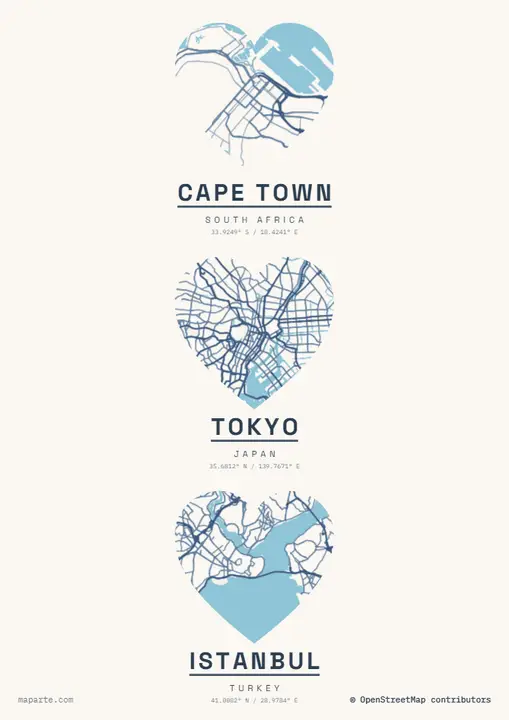 CAPE TOWN
SOUTH AFRICA
33.9249° S / 18.4241° E
TOKYO
JAPAN
35.6812° N / 139.7671° E
ISTANBUL
TURKEY
41.0082° N / 28.9784° E
maparte.com
© OpenStreetMap contributors